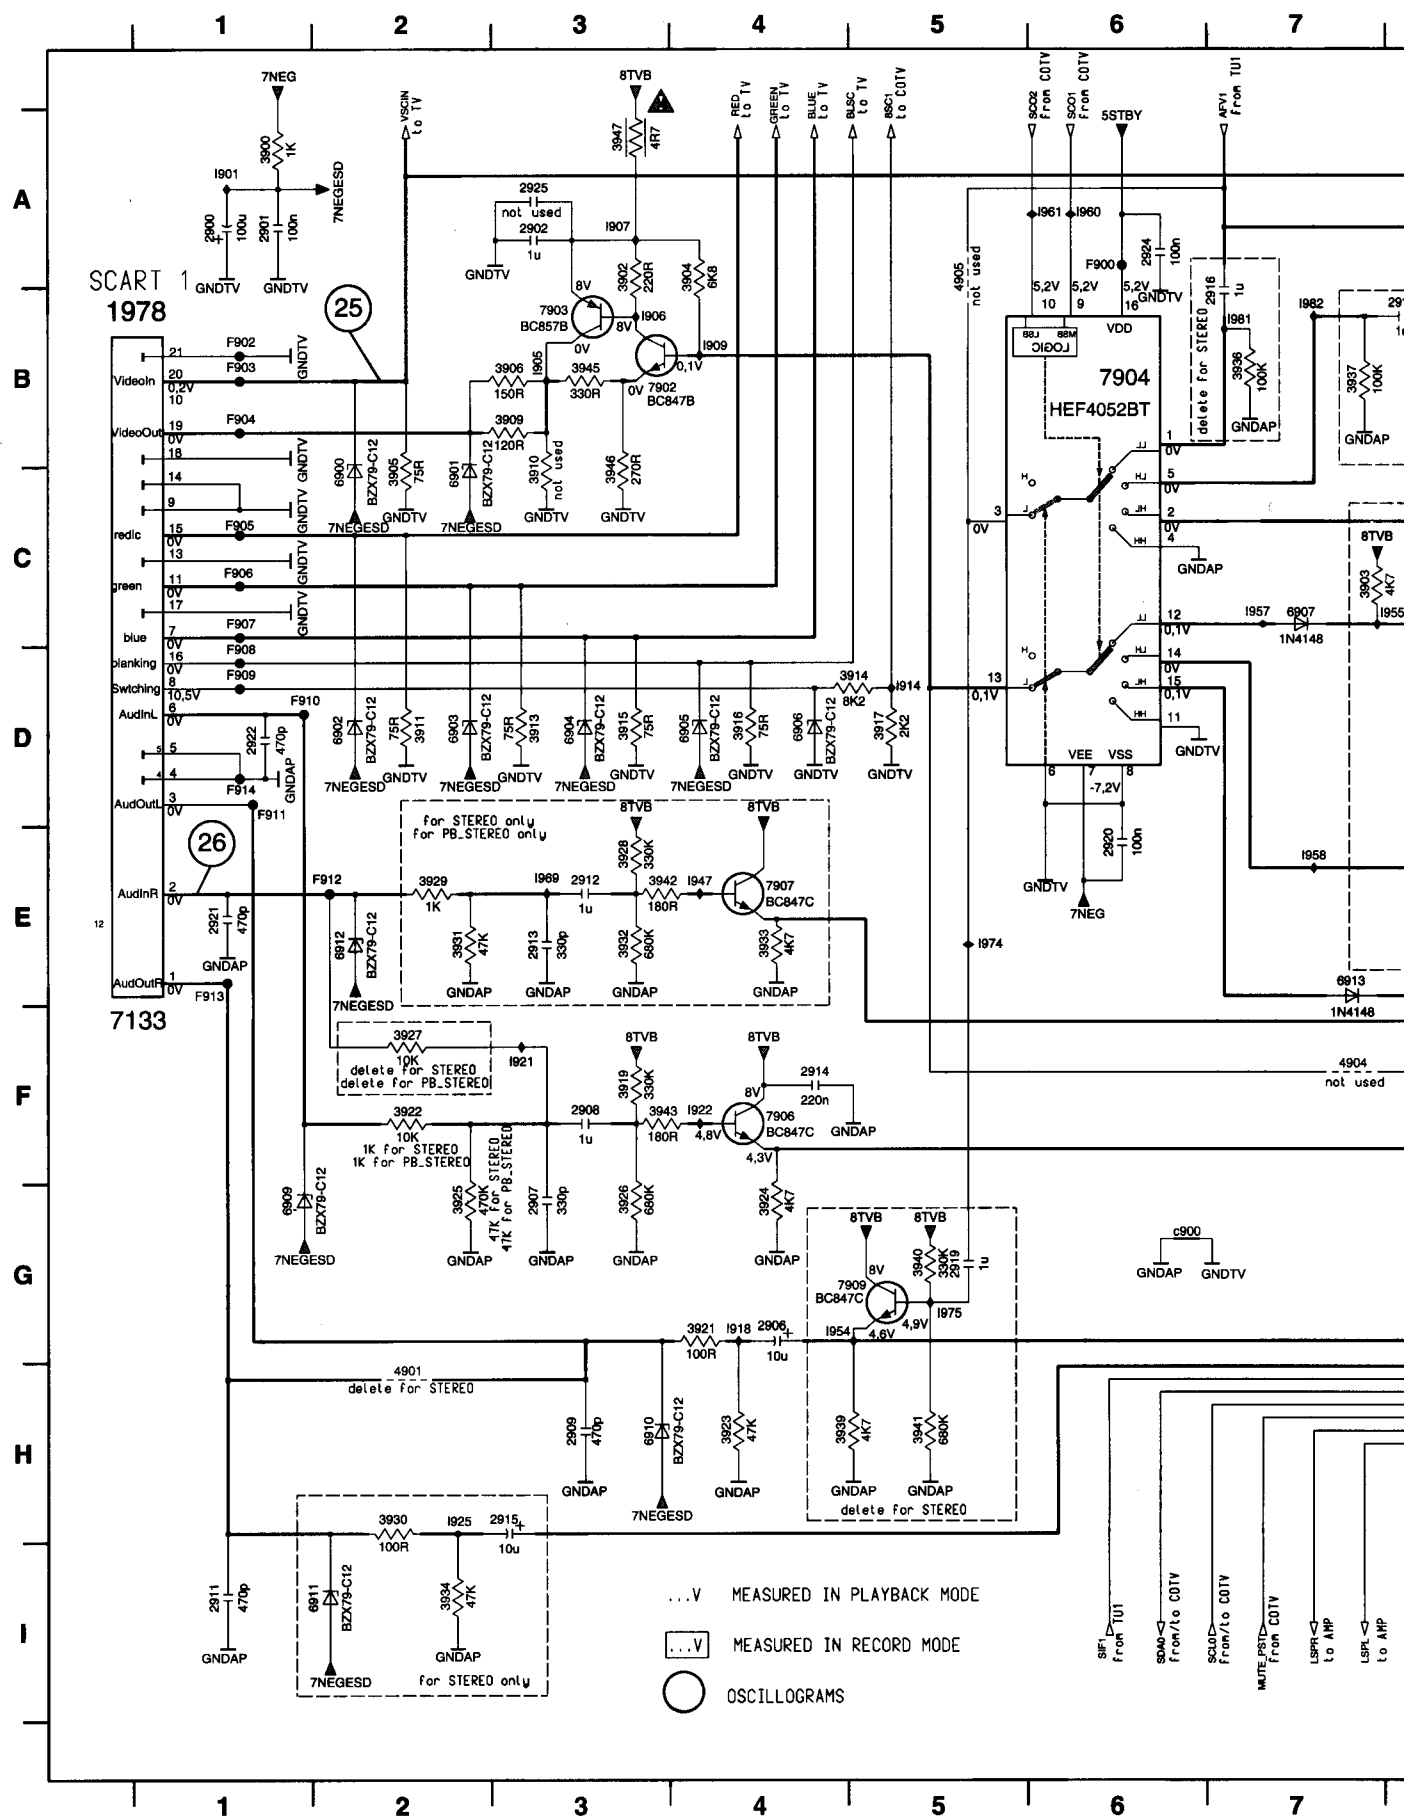 1 2 3 4 5 6 7
A
B
C
D
E
F
G
H
I
7NEG
3900
1K
I901
2900
100u
2901
100n
7NEGESD
GNDTV
GNDTV
VSCIN
to TV
8TVB
3947
4R7
2925
not used
2902
1u
GNDTV
I907
3902
220R
3904
6K8
7903
BC857B
8V
8V
0V
I906
I905
I909
0,1V
7902
BC847B
0V
3906
150R
3945
330R
3909
120R
3910
not used
3946
270R
GNDTV
GNDTV
RED
to TV
GREEN
to TV
BLUE
to TV
BLSC
to TV
8SC1
to COTV
SCO2
from COTV
SCO1
from COTV
5STBY
AFV1
from TU1
I961
I960
2924
100n
F900
GNDTV
5,2V
10
5,2V
9
5,2V
16
4905
not used
2916
1u
I981
3936
100K
delete for STEREO
GNDAP
I982
3937
100K
GNDAP
LSB
MSB
LOGIC
VDD
7904
HEF4052BT
1
0V
5
0V
2
0V
4
GNDAP
3
0V
12
0,1V
14
0V
15
0,1V
11
GNDTV
13
0,1V
VEE
VSS
6
7
8
-7,2V
2920
100n
GNDTV
7NEG
I957
6907
1N4148
8TVB
3903
4K7
I955
I958
6913
1N4148
I974
4904
not used
SCART 1
1978
25
21
F902
GNDTV
VideoIn
20
0,2V
10
F903
VideoOut
19
0V
F904
18
GNDTV
14
9
GNDTV
redic
15
0V
F905
13
GNDTV
green
11
0V
F906
17
GNDTV
blue
7
0V
F907
blanking
16
0V
F908
Swtching
8
10,5V
F909
AudInL
6
0V
F910
5
5
4
4
F914
2922
470p
GNDAP
AudOutL
3
0V
F911
26
AudInR
2
0V
12
2921
470p
GNDAP
AudOutR
1
0V
F913
7133
6900
BZX79-C12
7NEGESD
3905
75R
GNDTV
6901
BZX79-C12
7NEGESD
6902
BZX79-C12
7NEGESD
75R
3911
GNDTV
6903
BZX79-C12
7NEGESD
75R
3913
GNDTV
6904
BZX79-C12
7NEGESD
3915
75R
GNDTV
6905
BZX79-C12
7NEGESD
3916
75R
GNDTV
6906
BZX79-C12
3914
8K2
I914
3917
2K2
GNDTV
for STEREO only
for PB_STEREO only
F912
3929
1K
6912
BZX79-C12
7NEGESD
3931
47K
GNDAP
I969
2913
330p
GNDAP
2912
1u
8TVB
3928
330K
3942
180R
I947
3932
680K
GNDAP
8TVB
7907
BC847C
3933
4K7
GNDAP
3927
10K
delete for STEREO
delete for PB_STEREO
I921
3922
10K
1K for STEREO
1K for PB_STEREO
6909
BZX79-C12
7NEGESD
3925
470K
47K for STEREO
47K for PB_STEREO
GNDAP
2907
330p
GNDAP
2908
1u
8TVB
3919
330K
3943
180R
I922
4,8V
3926
680K
GNDAP
8TVB
8V
2914
220n
GNDAP
7906
BC847C
4,3V
3924
4K7
GNDAP
8TVB
8TVB
8V
7909
BC847C
3940
330K
2919
1u
I975
4,9V
4,6V
I954
3939
4K7
GNDAP
3941
680K
GNDAP
delete for STEREO
c900
GNDAP
GNDTV
3921
100R
I918
2906
10u
4901
delete for STEREO
2909
470p
GNDAP
6910
BZX79-C12
7NEGESD
3923
47K
GNDAP
2911
470p
GNDAP
3930
100R
I925
2915
10u
6911
BZX79-C12
7NEGESD
3934
47K
GNDAP
for STEREO only
...V MEASURED IN PLAYBACK MODE
...V MEASURED IN RECORD MODE
OSCILLOGRAMS
SIF1
from TU1
SDA0
from/to COTV
SCL0
from/to COTV
MUTE_PST
from COTV
LSPR
to AMP
LSPL
to AMP
1 2 3 4 5 6 7